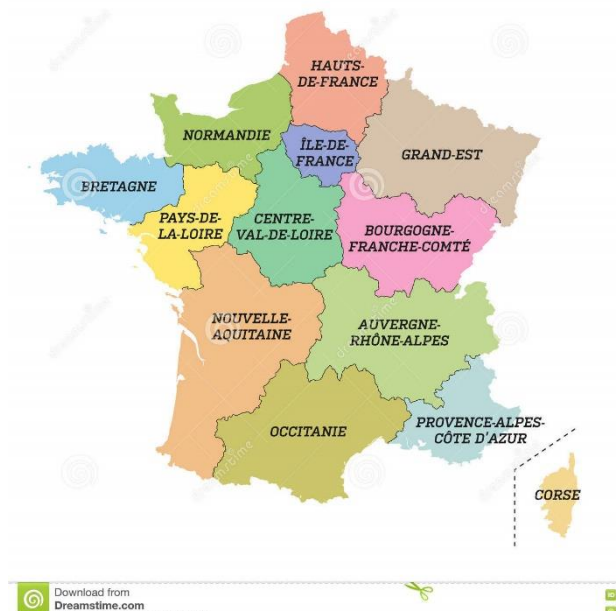 HAUTS-
DE-FRANCE
NORMANDIE
ÎLE-DE-
FRANCE
GRAND-EST
BRETAGNE
PAYS-DE-
LA-LOIRE
CENTRE-
VAL-DE-LOIRE
BOURGOGNE-
FRANCHE-COMTÉ
NOUVELLE-
AQUITAINE
AUVERGNE-
RHÔNE-ALPES
OCCITANIE
PROVENCE-ALPES-
CÔTE D'AZUR
CORSE
Download from
Dreamstime.com